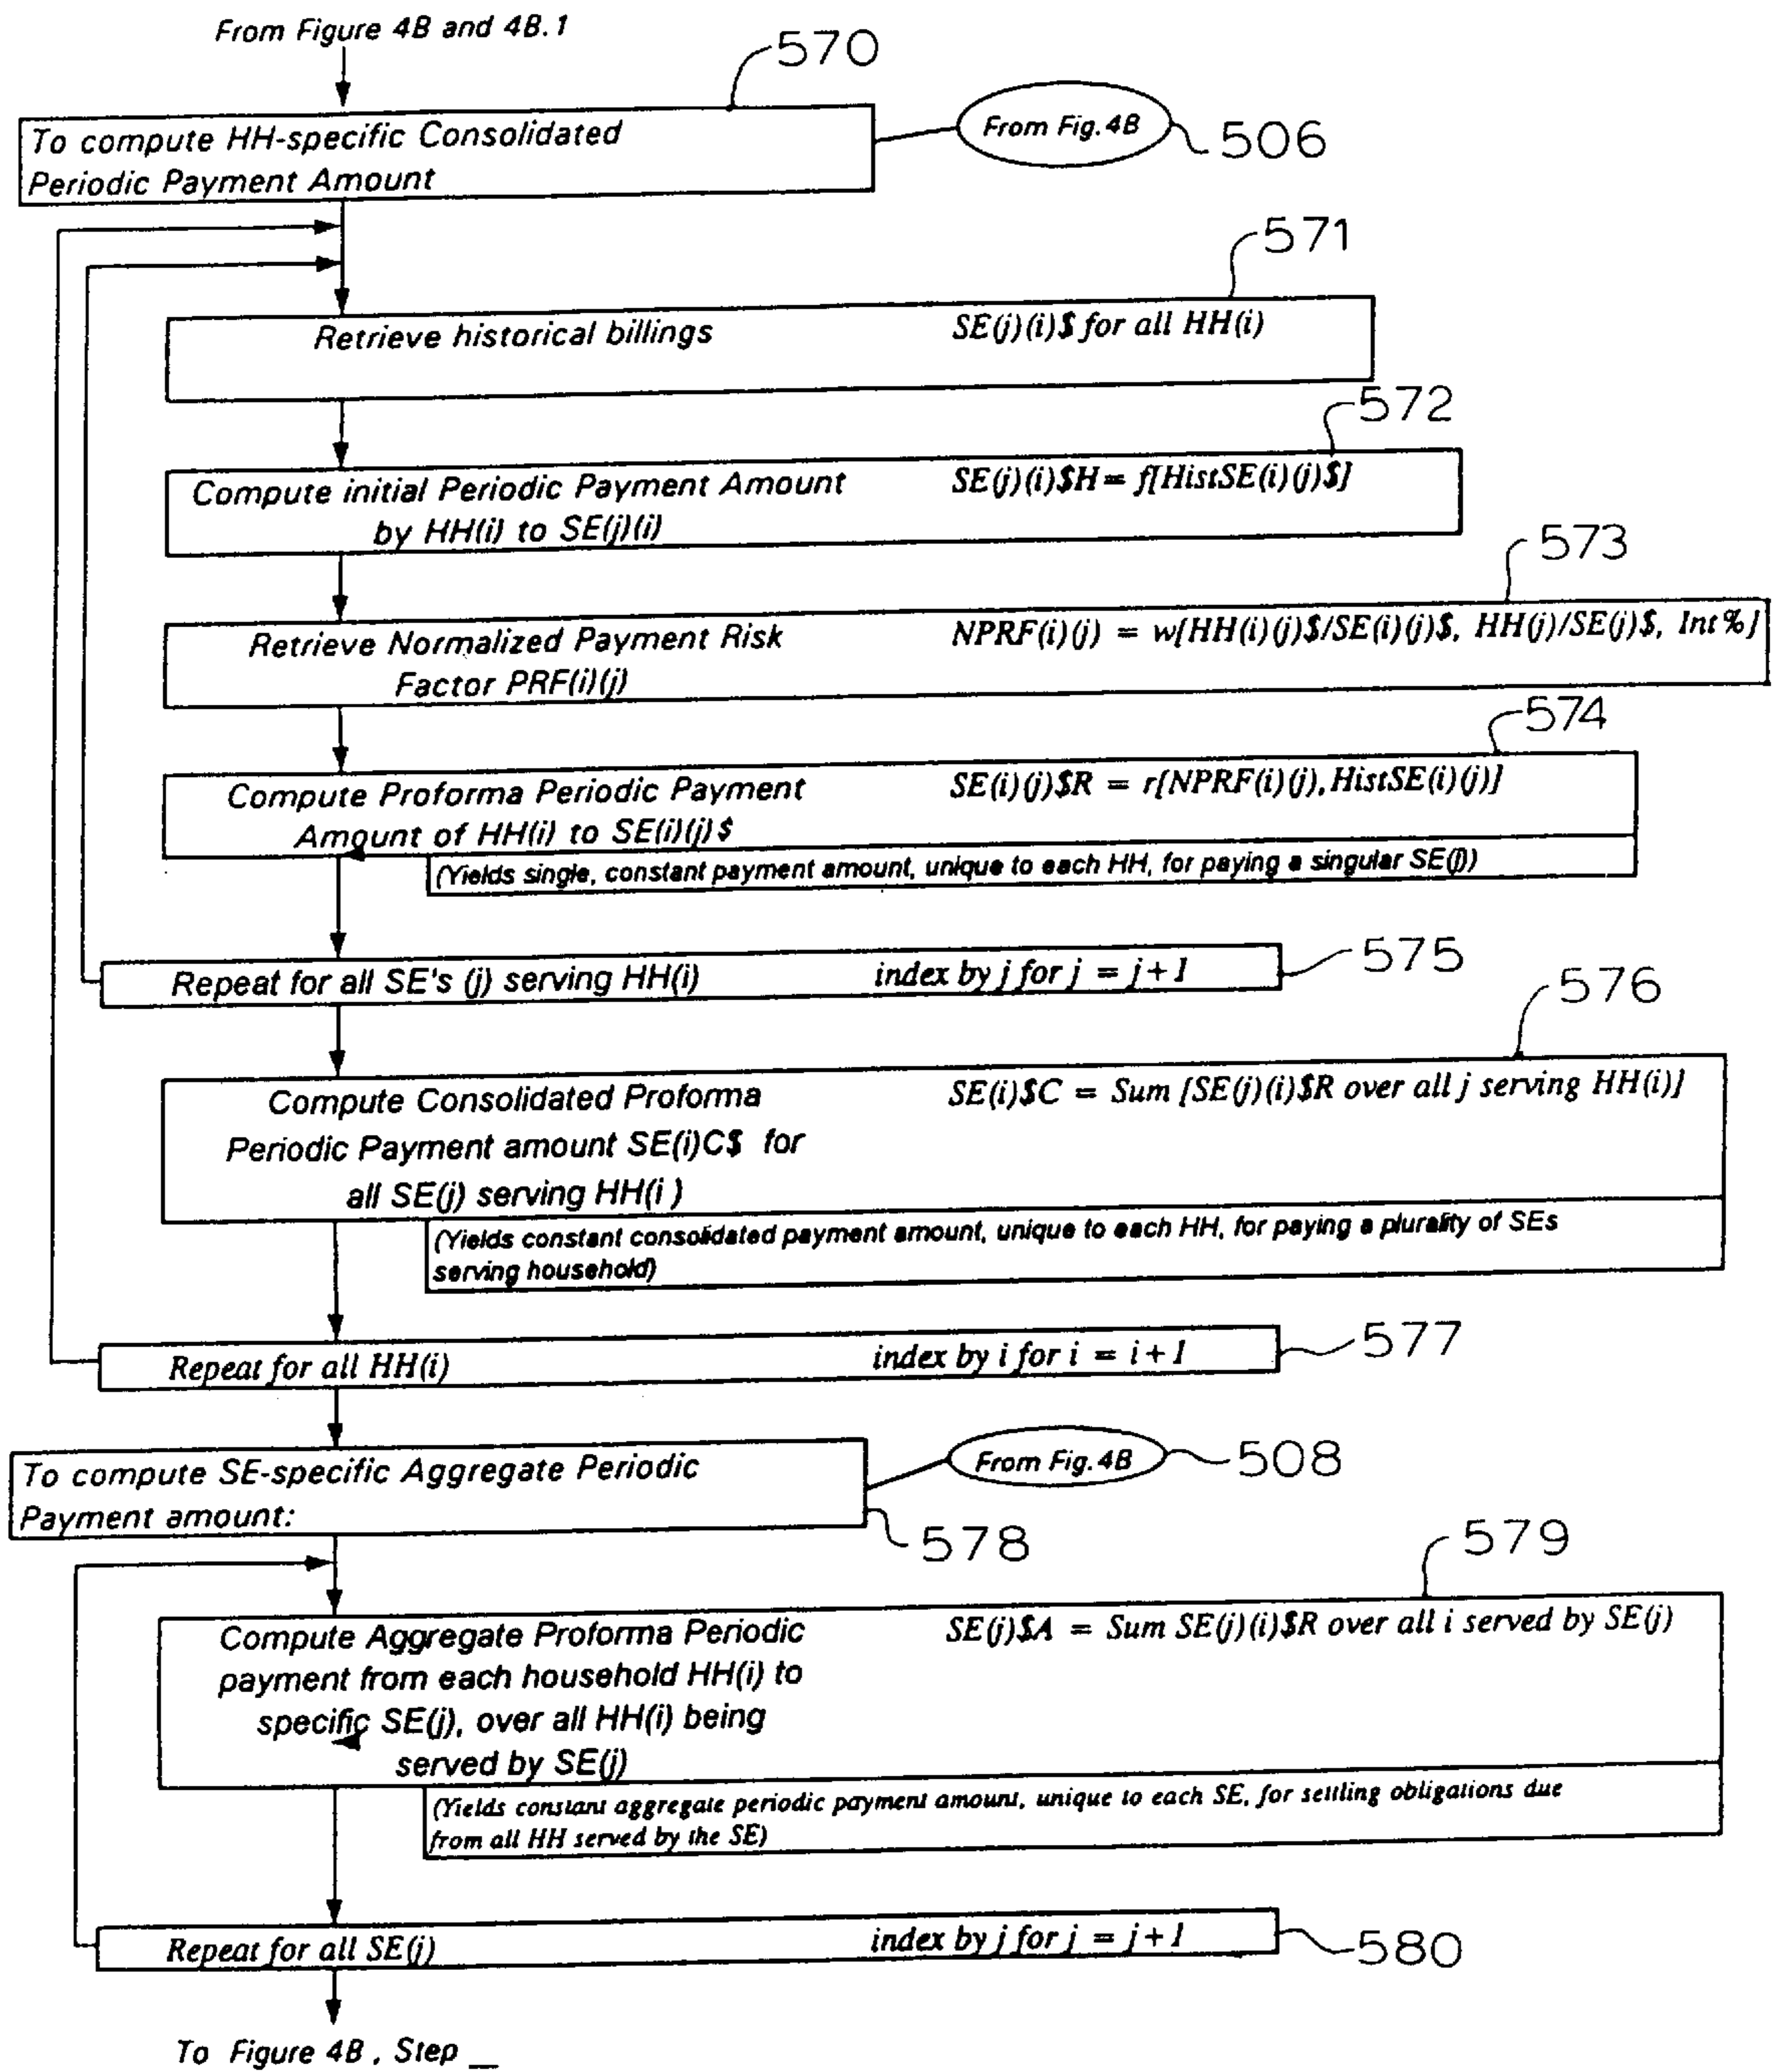 From Figure 4B and 4B.1
570
To compute HH-specific Consolidated
Periodic Payment Amount
From Fig. 4B
506
571
Retrieve historical billings SE(j)(i)$ for all HH(i)
572
Compute initial Periodic Payment Amount SE(j)(i)$H = f[HistSE(i)(j)$]
by HH(i) to SE(j)(i)
573
Retrieve Normalized Payment Risk NPRF(i)(j) = w[HH(i)(j)$/SE(i)(j)$, HH(j)/SE(j)$, Int%]
Factor PRF(i)(j)
574
Compute Proforma Periodic Payment SE(i)(j)$R = r[NPRF(i)(j),HistSE(i)(j)]
Amount of HH(i) to SE(i)(j)$
(Yields single, constant payment amount, unique to each HH, for paying a singular SE(j))
575
Repeat for all SE's (j) serving HH(i) index by j for j = j+1
576
Compute Consolidated Proforma SE(i)$C = Sum [SE(j)(i)$R over all j serving HH(i)]
Periodic Payment amount SE(i)C$ for
all SE(j) serving HH(i )
(Yields constant consolidated payment amount, unique to each HH, for paying a plurality of SEs
serving household)
577
Repeat for all HH(i) index by i for i = i+1
To compute SE-specific Aggregate Periodic
Payment amount:
From Fig. 4B
508
578
579
Compute Aggregate Proforma Periodic SE(j)$A = Sum SE(j)(i)$R over all i served by SE(j)
payment from each household HH(i) to
specific SE(j), over all HH(i) being
served by SE(j)
(Yields constant aggregate periodic payment amount, unique to each SE, for settling obligations due
from all HH served by the SE)
Repeat for all SE(j) index by j for j = j+1
580
To Figure 4B , Step __